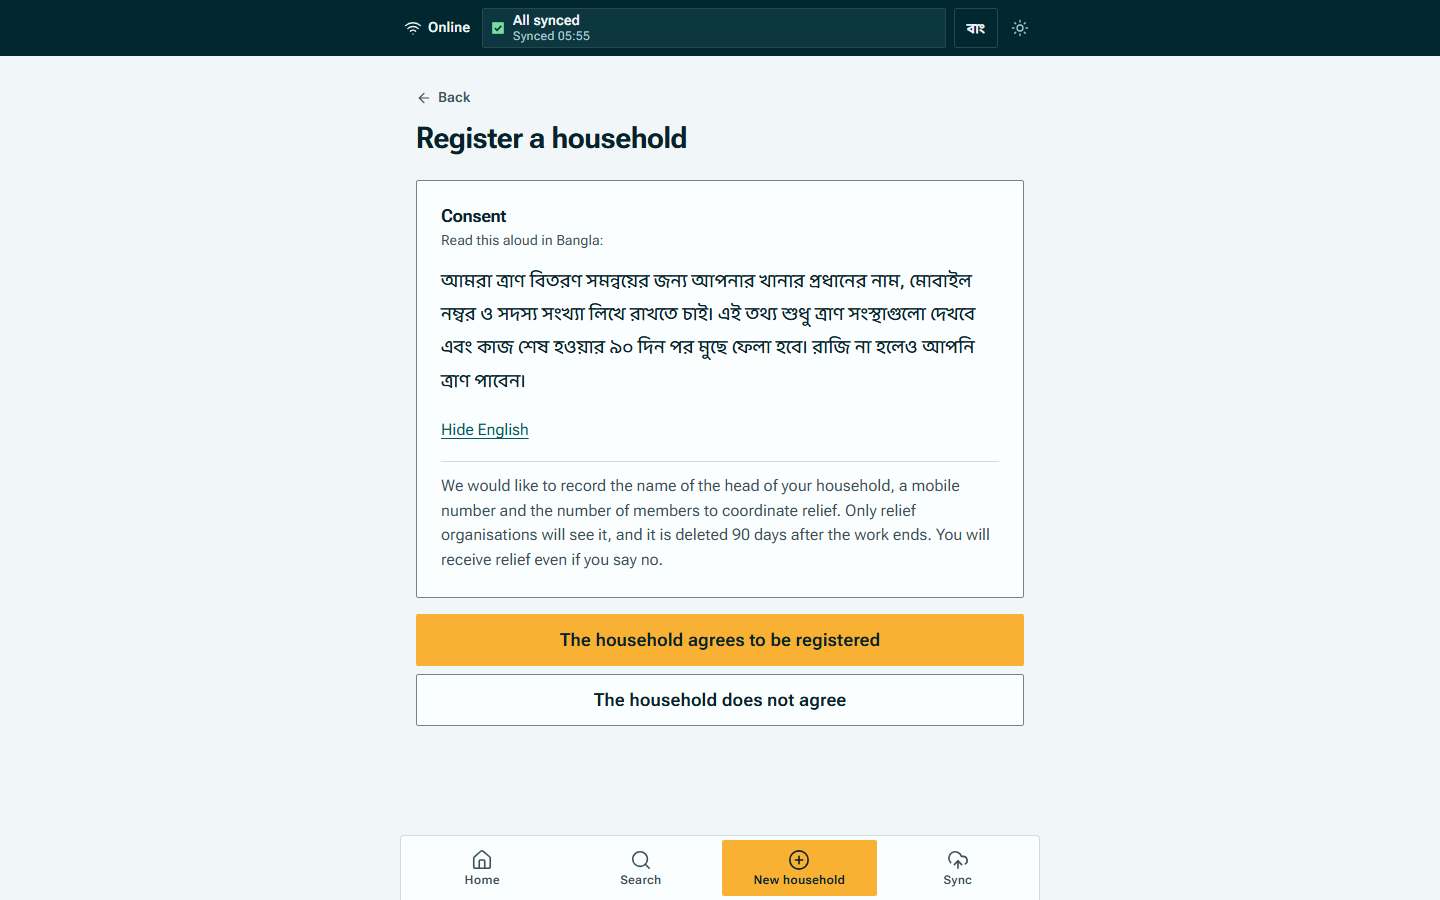 Online
All synced
Synced 05:55
বাং
Back
Register a household
Consent
Read this aloud in Bangla:
আমরা ত্রাণ বিতরণ সমন্বয়ের জন্য আপনার খানার প্রধানের নাম, মোবাইল
নম্বর ও সদস্য সংখ্যা লিখে রাখতে চাই। এই তথ্য শুধু ত্রাণ সংস্থাগুলো দেখবে
এবং কাজ শেষ হওয়ার ৯০ দিন পর মুছে ফেলা হবে। রাজি না হলেও আপনি
ত্রাণ পাবেন।
Hide English
We would like to record the name of the head of your household, a mobile
number and the number of members to coordinate relief. Only relief
organisations will see it, and it is deleted 90 days after the work ends. You will
receive relief even if you say no.
The household agrees to be registered
The household does not agree
Home
Search
New household
Sync